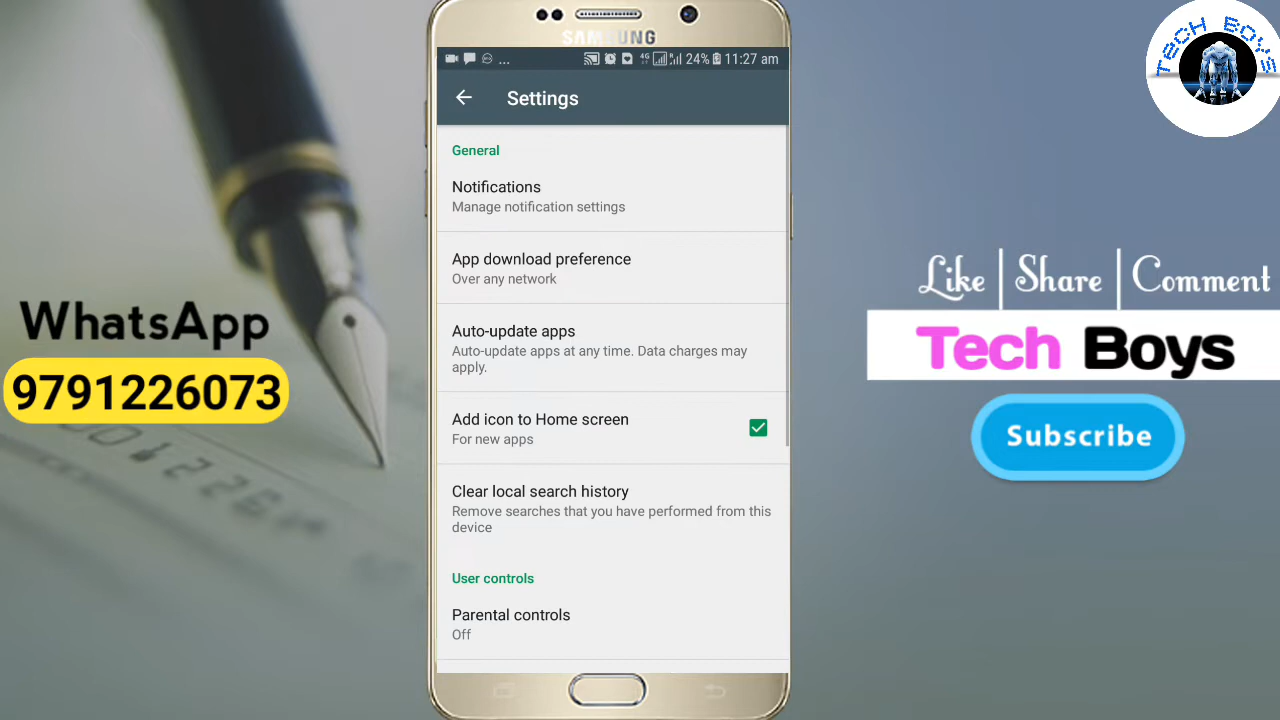 SAMSUNG
... 4G 24% 11:27 am
Settings
General
Notifications
Manage notification settings
App download preference
Over any network
Auto-update apps
Auto-update apps at any time. Data charges may
apply.
Add icon to Home screen
For new apps
Clear local search history
Remove searches that you have performed from this
device
User controls
Parental controls
Off
WhatsApp
9791226073
TECH BOYS
Like | Share | Comment
Tech Boys
Subscribe